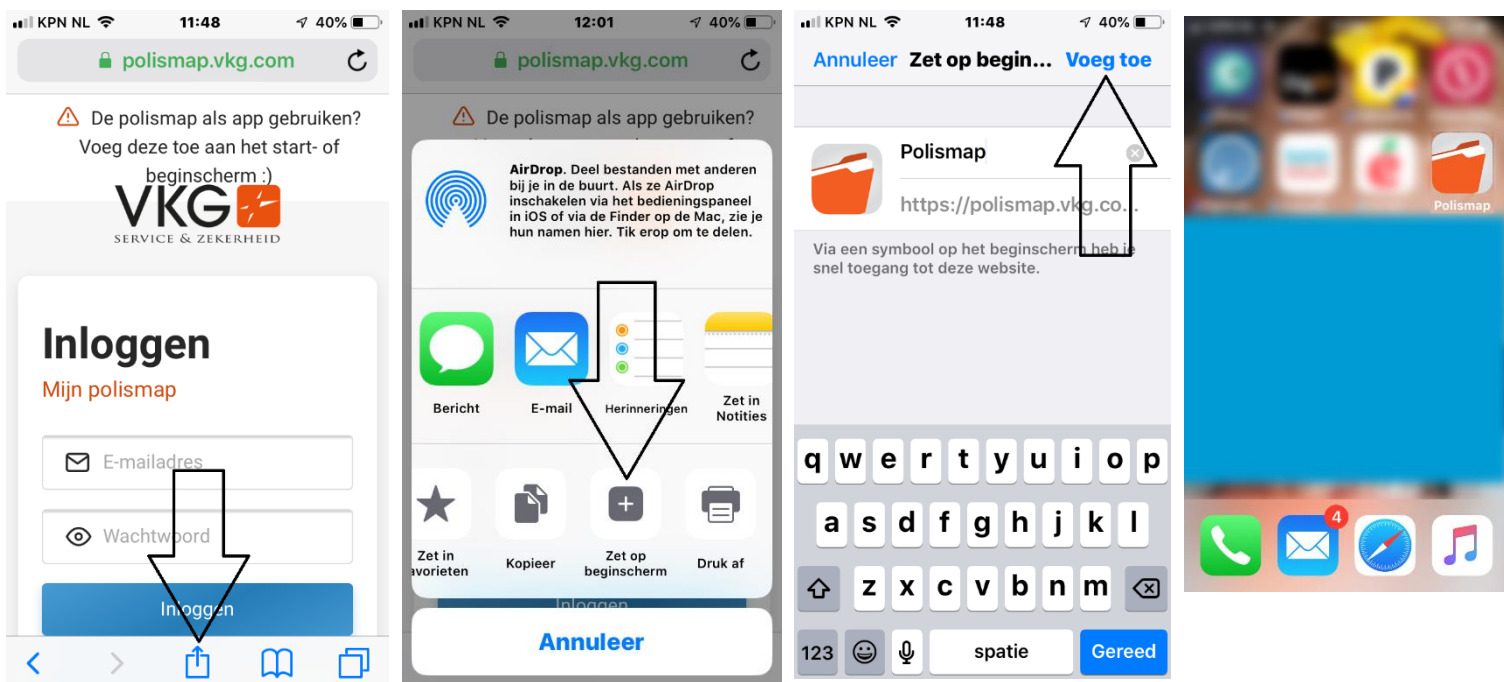 KPN NL 11:48 40%
polismap.vkg.com
De polismap als app gebruiken?
Voeg deze toe aan het start- of
beginscherm :)
VKG
SERVICE & ZEKERHEID
Inloggen
Mijn polismap
E-mailadres
Wachtwoord
Inloggen
KPN NL 12:01 40%
polismap.vkg.com
De polismap als app gebruiken?
AirDrop. Deel bestanden met anderen
bij je in de buurt. Als ze AirDrop
inschakelen via het bedieningspaneel
in iOS of via de Finder op de Mac, zie je
hun namen hier. Tik erop om te delen.
Bericht
E-mail
Herinneringen
Zet in
Notities
Zet in
avorieten
Kopieer
Zet op
beginscherm
Druk af
Inloggen
Annuleer
KPN NL 11:48 40%
Annuleer Zet op begin... Voeg toe
Polismap
https://polismap.vkg.co...
Via een symbool op het beginscherm heb je
snel toegang tot deze website.
q w e r t y u i o p
a s d f g h j k l
z x c v b n m
123 spatie Gereed
Polismap
4